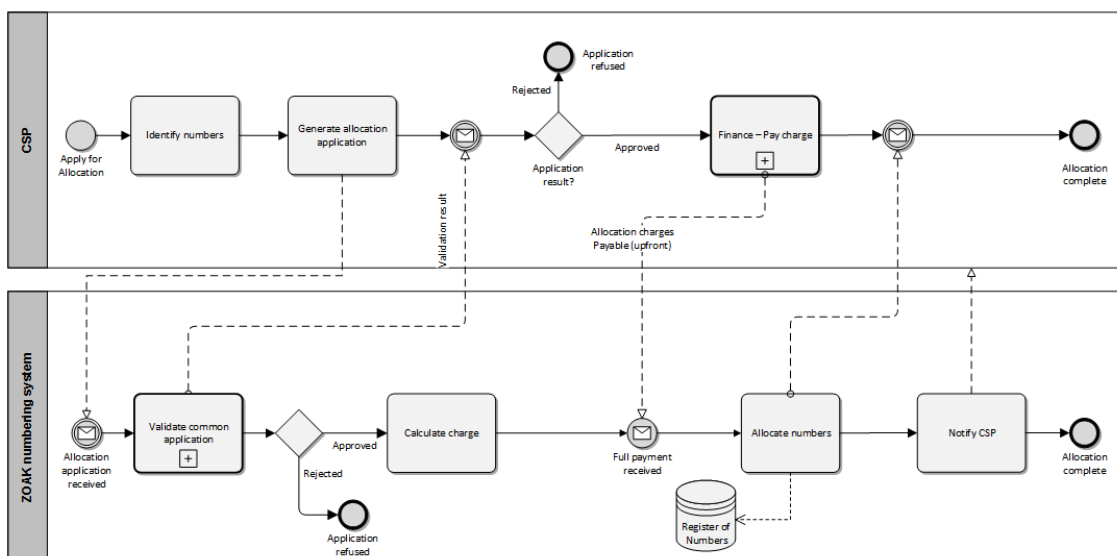 CSP
Apply for
Allocation
Identify numbers
Generate allocation
application
Validation result
Application
refused
Rejected
Application
result?
Approved
Finance – Pay charge
Allocation charges
Payable (upfront)
Allocation
complete
ZOAK numbering system
Allocation
application
received
Validate common
application
Approved
Rejected
Application
refused
Calculate charge
Full payment
received
Allocate numbers
Register of
Numbers
Notify CSP
Allocation
complete